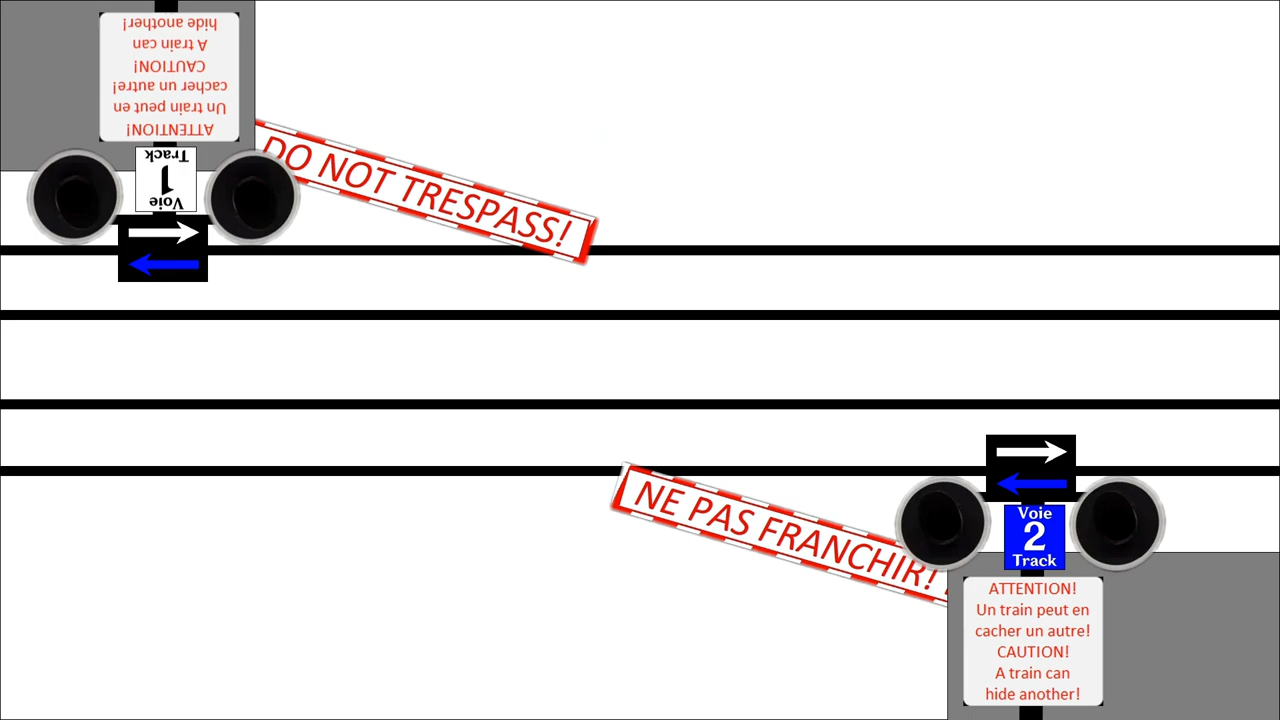 hide another!
A train can
CAUTION!
cacher un autre!
Un train peut en
ATTENTION!
Track
1
Voie
DO NOT TRESPASS!
NE PAS FRANCHIR!
Voie
2
Track
ATTENTION!
Un train peut en
cacher un autre!
CAUTION!
A train can
hide another!